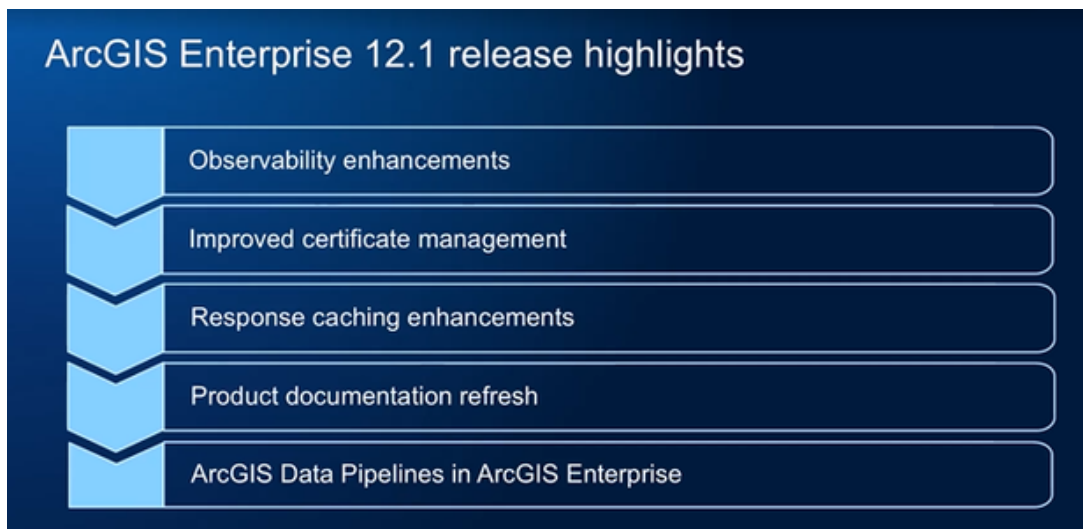 ArcGIS Enterprise 12.1 release highlights
Observability enhancements
Improved certificate management
Response caching enhancements
Product documentation refresh
ArcGIS Data Pipelines in ArcGIS Enterprise